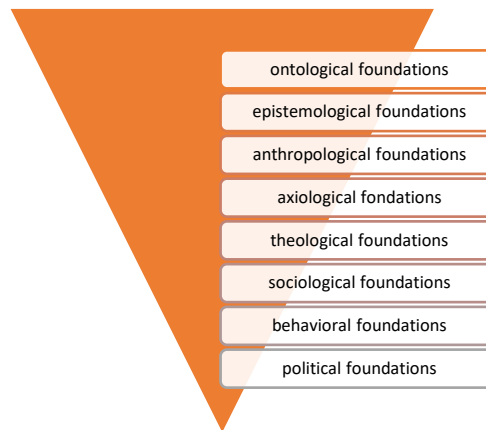 ontological foundations
epistemological foundations
anthropological foundations
axiological fondations
theological foundations
sociological foundations
behavioral foundations
political foundations